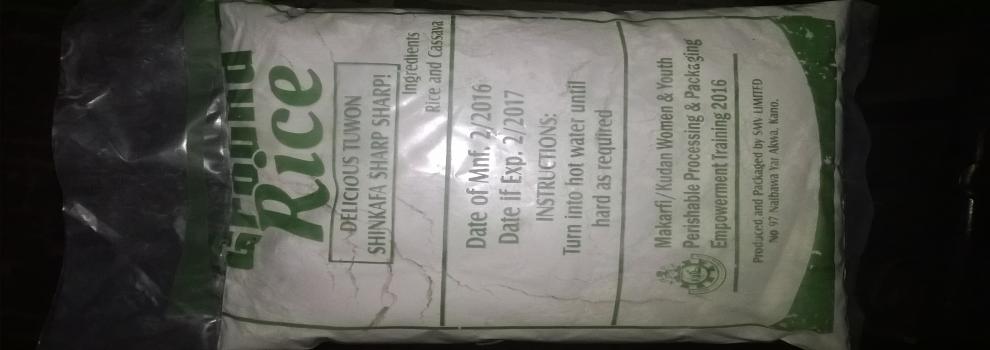 Ground
Rice
DELICIOUS TUWON
SHINKAFA SHARP SHARP!
Ingredients
Rice and Cassava
Date of Mnf. 2/2016
Date if Exp. 2/2017
INSTRUCTIONS:
Turn into hot water until
hard as required
Makarfi/Kudan Women & Youth
Perishable Processing & Packaging
Empowerment Training 2016
Produced and Packaged by SMV LIMITED
No 97 Naibawa Yar Akwa, Kano.